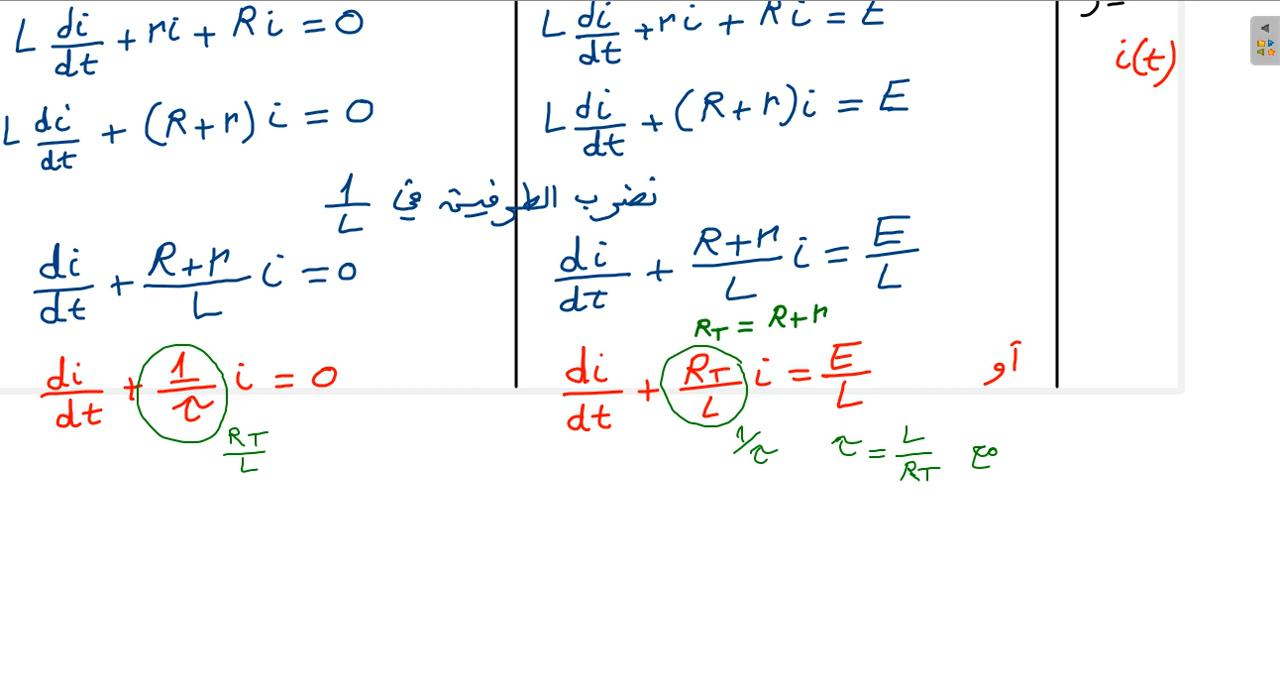 L di/dt + ri + Ri = 0
L di/dt + ri + Ri = E
i(t)
L di/dt + (R+r) i = 0
L di/dt + (R+r)i = E
نضرب الطرفين في 1/L
di/dt + R+r/L i = 0
di/dt + R+r/L i = E/L
R_T = R+r
di/dt + 1/τ i = 0
di/dt + R_T/L i = E/L
أو
R_T/L
1/τ
τ = L/R_T مع